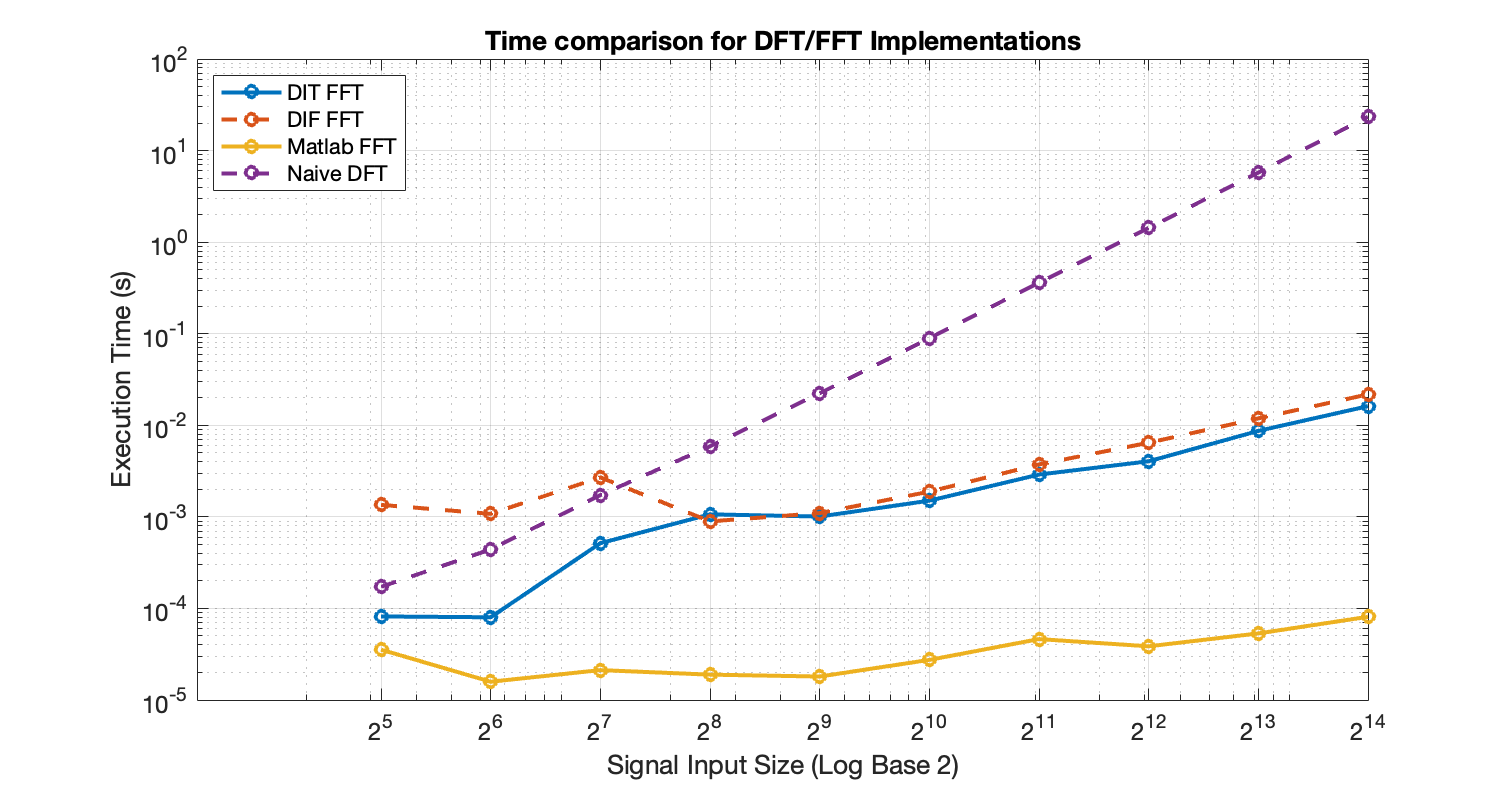 Time comparison for DFT/FFT Implementations
DIT FFT
DIF FFT
Matlab FFT
Naive DFT
Execution Time (s)
10^2
10^1
10^0
10^-1
10^-2
10^-3
10^-4
10^-5
2^5 2^6 2^7 2^8 2^9 2^10 2^11 2^12 2^13 2^14
Signal Input Size (Log Base 2)